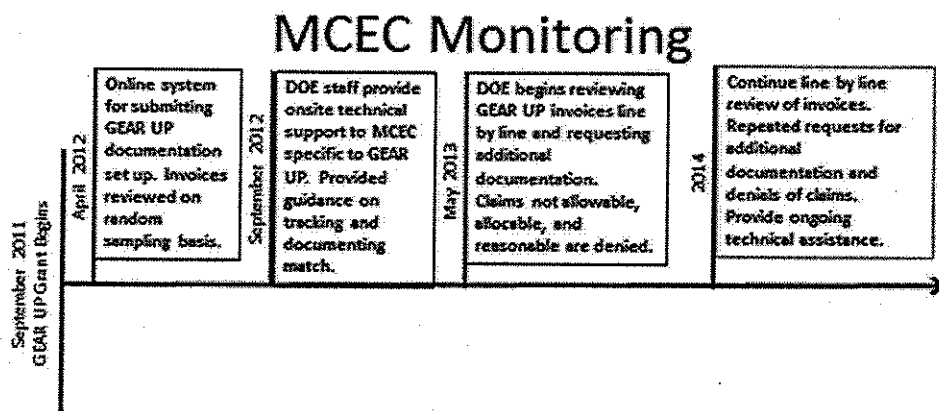 MCEC Monitoring
September 2011
GEAR UP Grant Begins
April 2012
Online system
for submitting
GEAR UP
documentation
set up. Invoices
reviewed on
random
sampling basis.
September 2012
DOE staff provide
onsite technical
support to MCEC
specific to GEAR
UP. Provided
guidance on
tracking and
documenting
match.
May 2013
DOE begins reviewing
GEAR UP invoices line
by line and requesting
additional
documentation.
Claims not allowable,
allocable, and
reasonable are denied.
2014
Continue line by line
review of invoices.
Repeated requests for
additional
documentation and
denials of claims.
Provide ongoing
technical assistance.